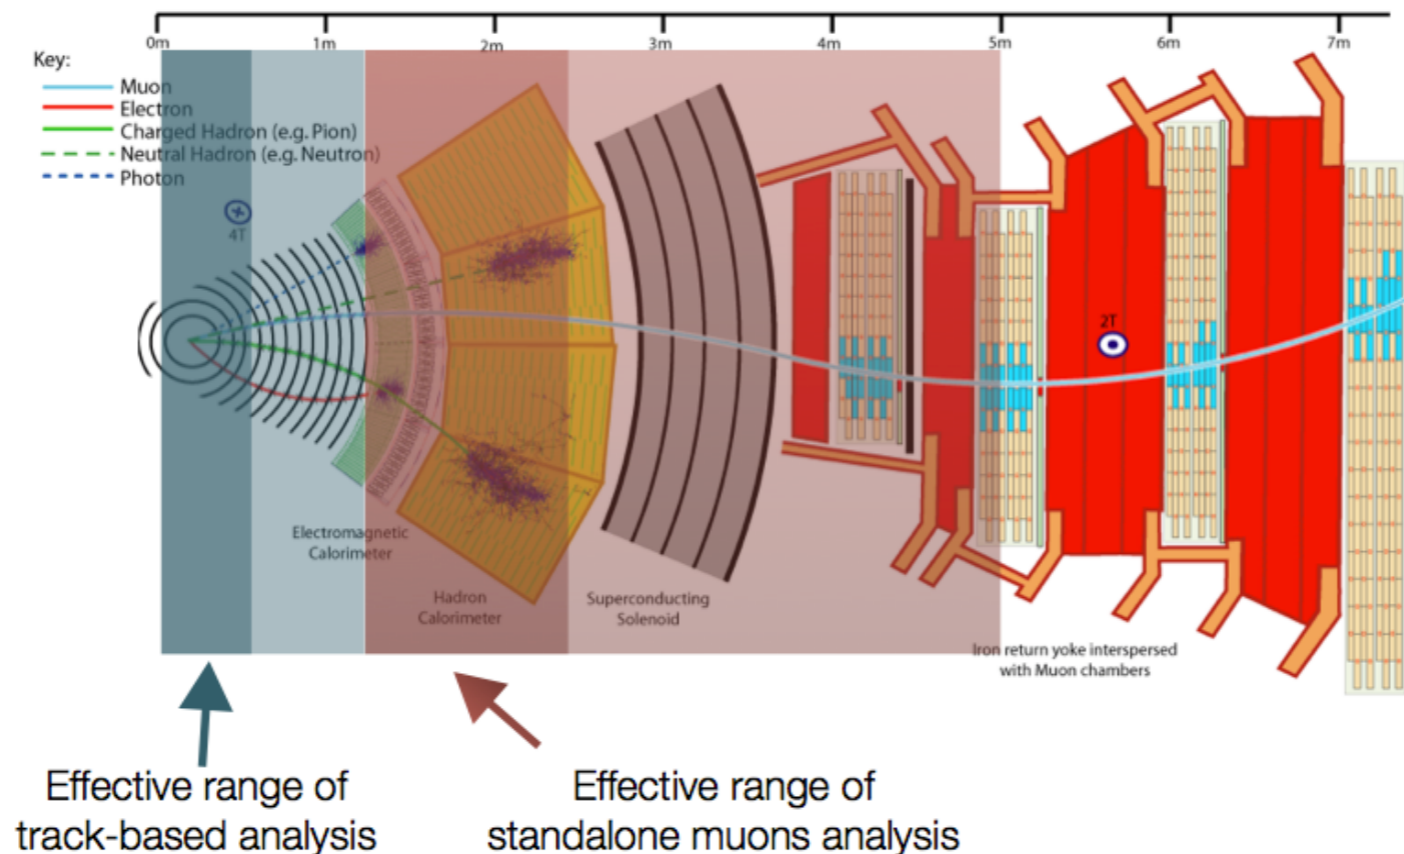 0m 1m 2m 3m 4m 5m 6m 7m
Key:
Muon
Electron
Charged Hadron (e.g. Pion)
Neutral Hadron (e.g. Neutron)
Photon
4T
2T
Electromagnetic
Calorimeter
Hadron
Calorimeter
Superconducting
Solenoid
Iron return yoke interspersed
with Muon chambers
Effective range of
track-based analysis
Effective range of
standalone muons analysis